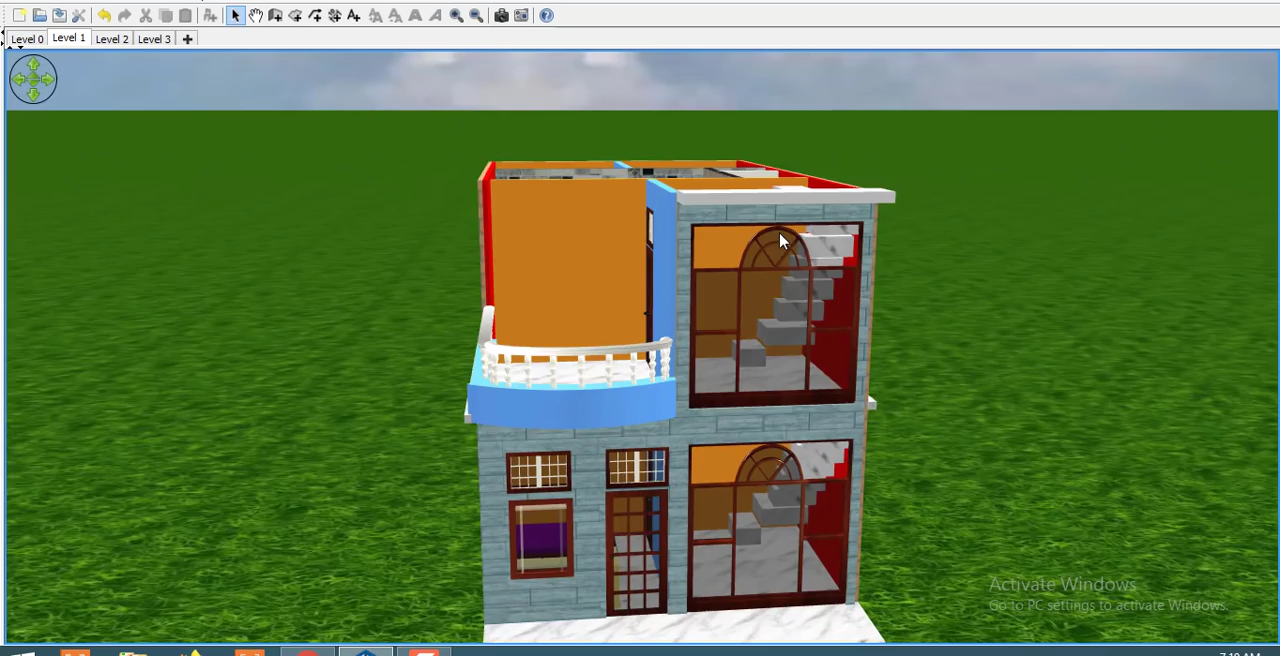 Level 0 Level 1 Level 2 Level 3
Activate Windows
Go to PC settings to activate Windows.